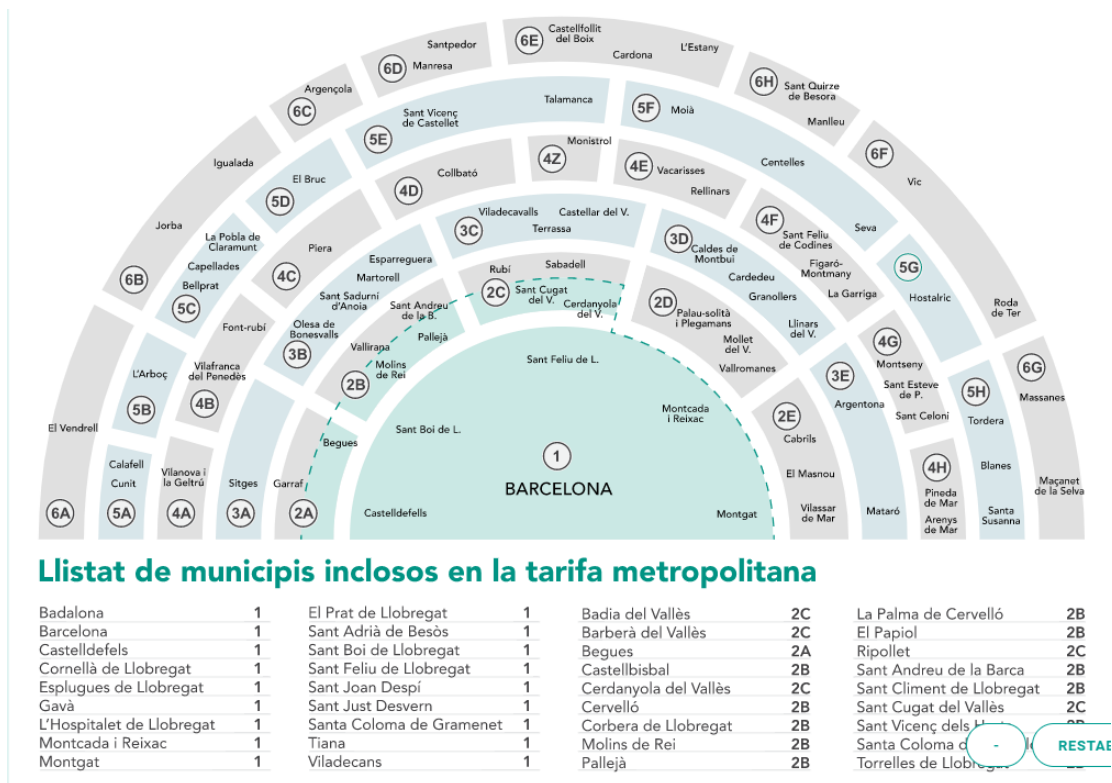 6E
Castellfollit
del Boix
Cardona
L'Estany
6D
Santpedor
Manresa
6H
Sant Quirze
de Besora
Manlleu
6C
Argençola
5E
Sant Vicenç
de Castellet
Talamanca
5F
Moià
Centelles
Seva
6F
Vic
Roda
de Ter
6B
Igualada
Jorba
5D
El Bruc
4D
Collbató
4Z
Monistrol
4E
Vacarisses
Rellinars
4F
Sant Feliu
de Codines
Figaró-
Montmany
La Garriga
5G
Hostalric
5C
La Pobla de
Claramunt
Capellades
Bellprat
4C
Piera
Font-rubí
3C
Viladecavalls
Castellar del V.
Terrassa
3D
Caldes de
Montbui
Cardedeu
Granollers
Llinars
del V.
3B
Esparreguera
Martorell
Sant Sadurní
d'Anoia
Olesa de
Bonesvalls
2C
Rubí
Sabadell
Sant Cugat
del V.
Cerdanyola
del V.
2D
Palau-solità
i Plegamans
Mollet
del V.
Vallromanes
2B
Sant Andreu
de la B.
Pallejà
Vallirana
Molins
de Rei
4G
Montseny
Sant Esteve
de P.
Sant Celoni
6G
Massanes
Maçanet
de la Selva
5B
L'Arboç
4B
Vilafranca
del Penedès
3E
Argentona
Mataró
5H
Tordera
Blanes
Santa
Susanna
6A
El Vendrell
5A
Calafell
Cunit
4A
Vilanova i
la Geltrú
3A
Sitges
2A
Garraf
Begues
1
BARCELONA
Sant Feliu de L.
Montcada
i Reixac
Sant Boi de L.
Castelldefells
Montgat
2E
Cabrils
El Masnou
Vilassar
de Mar
4H
Pineda
de Mar
Arenys
de Mar
Llistat de municipis inclosos en la tarifa metropolitana
Badalona 1
Barcelona 1
Castelldefels 1
Cornellà de Llobregat 1
Esplugues de Llobregat 1
Gavà 1
L'Hospitalet de Llobregat 1
Montcada i Reixac 1
Montgat 1
El Prat de Llobregat 1
Sant Adrià de Besòs 1
Sant Boi de Llobregat 1
Sant Feliu de Llobregat 1
Sant Joan Despí 1
Sant Just Desvern 1
Santa Coloma de Gramenet 1
Tiana 1
Viladecans 1
Badia del Vallès 2C
Barberà del Vallès 2C
Begues 2A
Castellbisbal 2B
Cerdanyola del Vallès 2C
Cervelló 2B
Corbera de Llobregat 2B
Molins de Rei 2B
Pallejà 2B
La Palma de Cervelló 2B
El Papiol 2B
Ripollet 2C
Sant Andreu de la Barca 2B
Sant Climent de Llobregat 2B
Sant Cugat del Vallès 2C
Sant Vicenç dels
Santa Coloma
Torrelles de
-
RESTAB